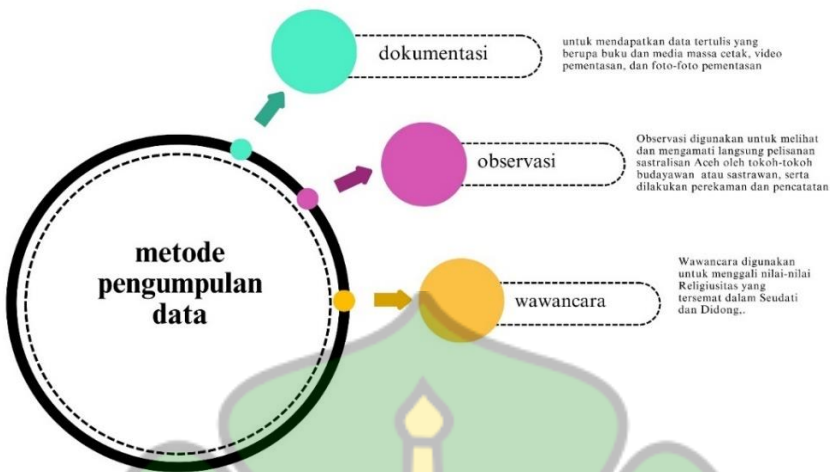 dokumentasi
untuk mendapatkan data tertulis yang
berupa buku dan media massa cetak, video
pementasan, dan foto-foto pementasan
observasi
Observasi digunakan untuk melihat
dan mengamati langsung pelisanan
sastralisan Aceh oleh tokoh-tokoh
budayawan atau sastrawan, serta
dilakukan perekaman dan pencatatan
metode
pengumpulan
data
wawancara
Wawancara digunakan
untuk menggali nilai-nilai
Religiusitas yang
tersemat dalam Seudati
dan Didong,.